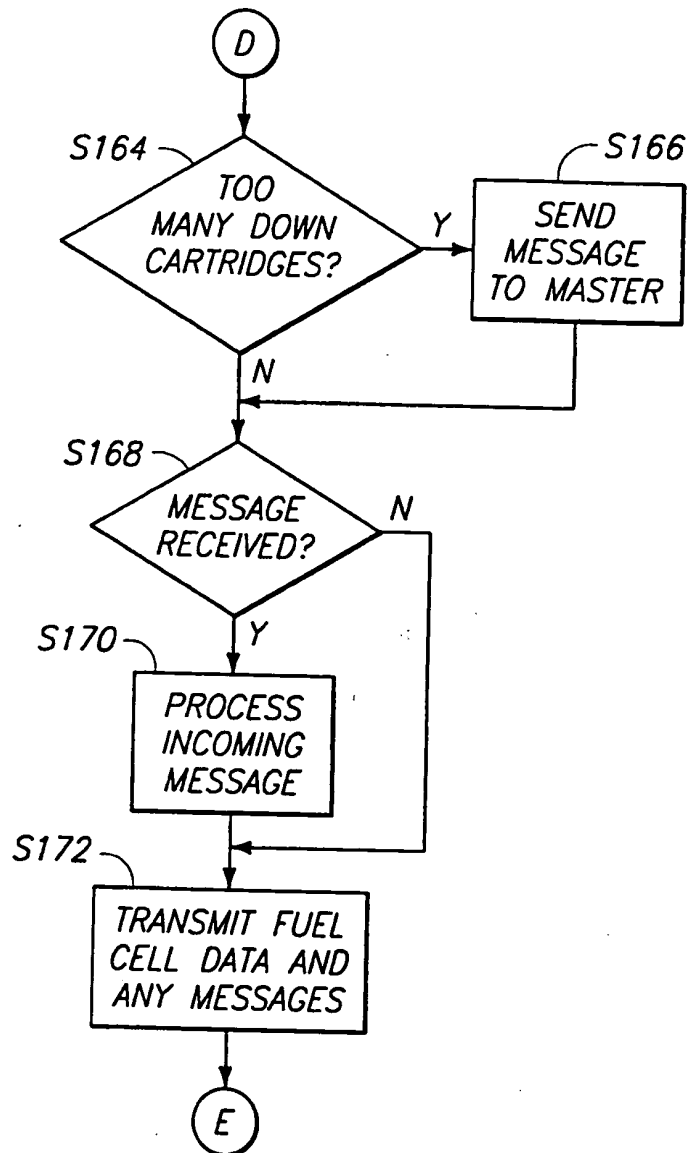 D
S164
TOO
MANY DOWN
CARTRIDGES?
Y
S166
SEND
MESSAGE
TO MASTER
N
S168
MESSAGE
RECEIVED?
N
Y
S170
PROCESS
INCOMING
MESSAGE
S172
TRANSMIT FUEL
CELL DATA AND
ANY MESSAGES
E